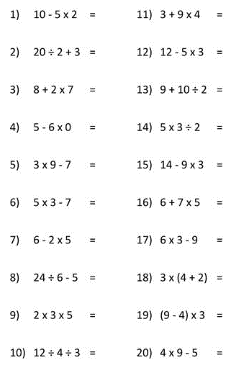 1) 10 - 5 x 2 =
2) 20 ÷ 2 + 3 =
3) 8 + 2 x 7 =
4) 5 - 6 x 0 =
5) 3 x 9 - 7 =
6) 5 x 3 - 7 =
7) 6 - 2 x 5 =
8) 24 ÷ 6 - 5 =
9) 2 x 3 x 5 =
10) 12 ÷ 4 ÷ 3 =
11) 3 + 9 x 4 =
12) 12 - 5 x 3 =
13) 9 + 10 ÷ 2 =
14) 5 x 3 ÷ 2 =
15) 14 - 9 x 3 =
16) 6 + 7 x 5 =
17) 6 x 3 - 9 =
18) 3 x (4 + 2) =
19) (9 - 4) x 3 =
20) 4 x 9 - 5 =